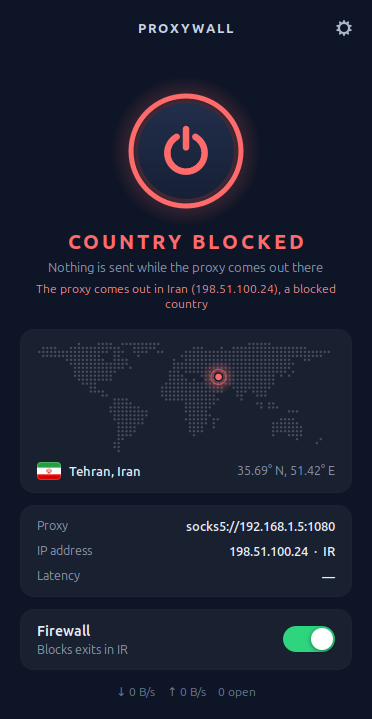 PROXYWALL
COUNTRY BLOCKED
Nothing is sent while the proxy comes out there
The proxy comes out in Iran (198.51.100.24), a blocked
country
Tehran, Iran
35.69° N, 51.42° E
Proxy
socks5://192.168.1.5:1080
IP address
198.51.100.24 · IR
Latency
—
Firewall
Blocks exits in IR
↓ 0 B/s ↑ 0 B/s 0 open